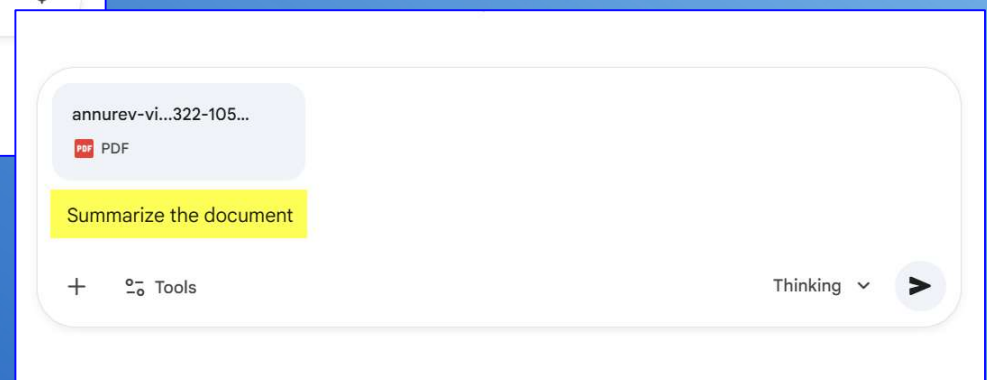 annurev-vi...322-105...
PDF PDF
Summarize the document
Tools
Thinking